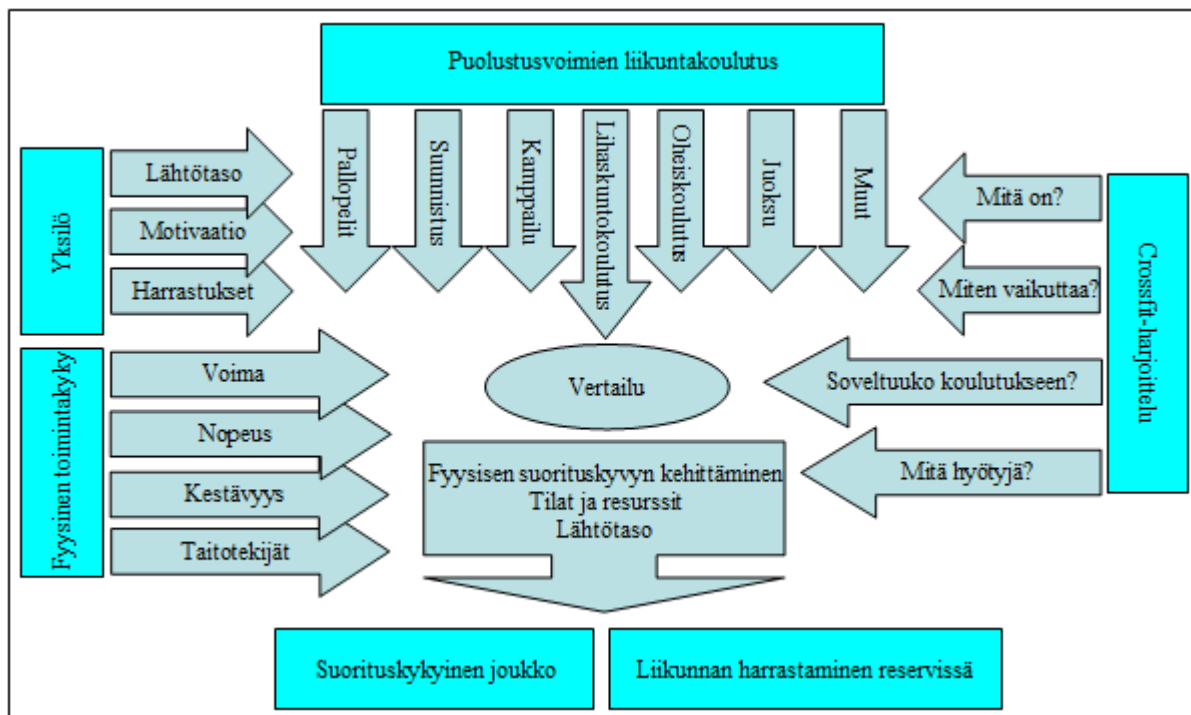 Puolustusvoimien liikuntakoulutus
Pallopelit
Suunnistus
Kamppailu
Lihaskuntokoulutus
Oheiskoulutus
Juoksu
Muut
Yksilö
Lähtötaso
Motivaatio
Harrastukset
Fyysinen toimintakyky
Voima
Nopeus
Kestävyys
Taitotekijät
Crossfit-harjoittelu
Mitä on?
Miten vaikuttaa?
Soveltuuko koulutukseen?
Mitä hyötyjä?
Vertailu
Fyysisen suorituskyvyn kehittäminen
Tilat ja resurssit
Lähtötaso
Suorituskykyinen joukko
Liikunnan harrastaminen reservissä